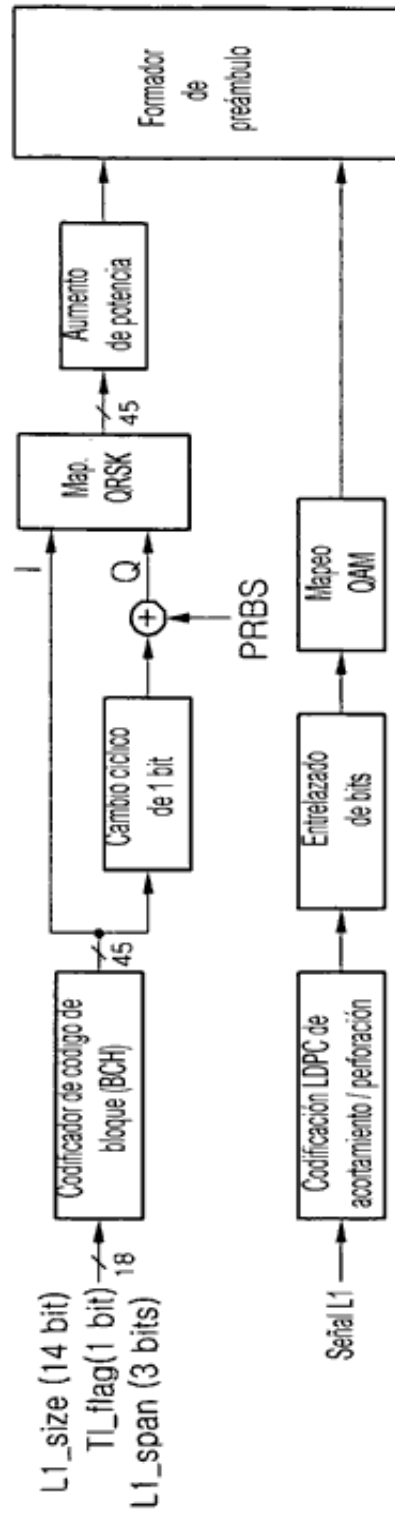 L1_size (14 bit)
TI_flag(1 bit)
L1_span (3 bits)
18
Codificador de codigo de
bloque (BCH)
45
I
Cambio ciclico
de 1 bit
Q
PRBS
Map.
QRSK
45
Aumento
de potencia
Formador
de
preámbulo
Señal L1
Codificación LDPC de
acortamiento / perforación
Entrelazado
de bits
Mapeo
QAM